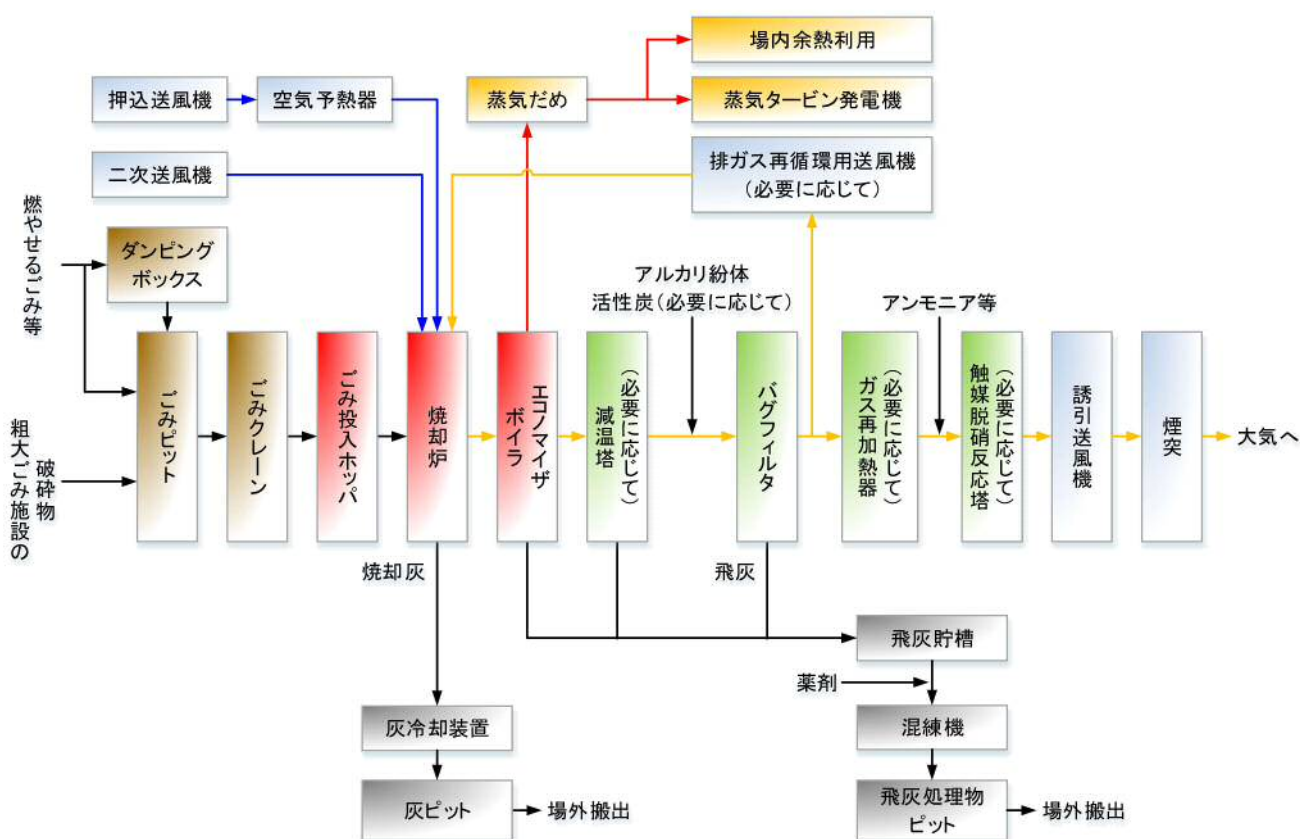 場内余熱利用
押込送風機
空気予熱器
蒸気だめ
蒸気タービン発電機
二次送風機
排ガス再循環用送風機
（必要に応じて）
燃やせるごみ等
ダンピング
ボックス
アルカリ紛体
活性炭（必要に応じて）
アンモニア等
粗大ごみ施設の
破砕物
ごみピット
ごみクレーン
ごみ投入ホッパ
焼却炉
エコノマイザ
ボイラ
（必要に応じて）
減温塔
バグフィルタ
（必要に応じて）
ガス再加熱器
（必要に応じて）
触媒脱硝反応塔
誘引送風機
煙突
大気へ
焼却灰
飛灰
飛灰貯槽
薬剤
灰冷却装置
混練機
灰ピット
場外搬出
飛灰処理物
ピット
場外搬出